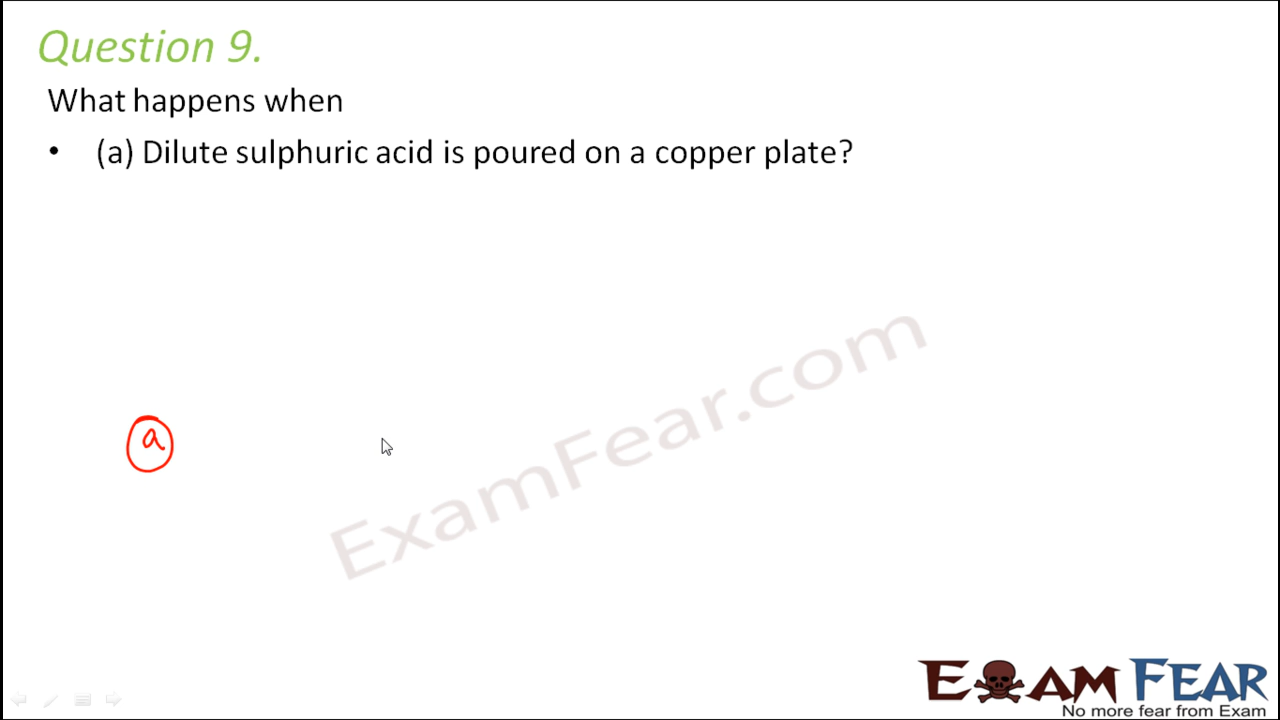 Question 9.
What happens when
• (a) Dilute sulphuric acid is poured on a copper plate?
a
ExamFear.com
EXAM FEAR
No more fear from Exam